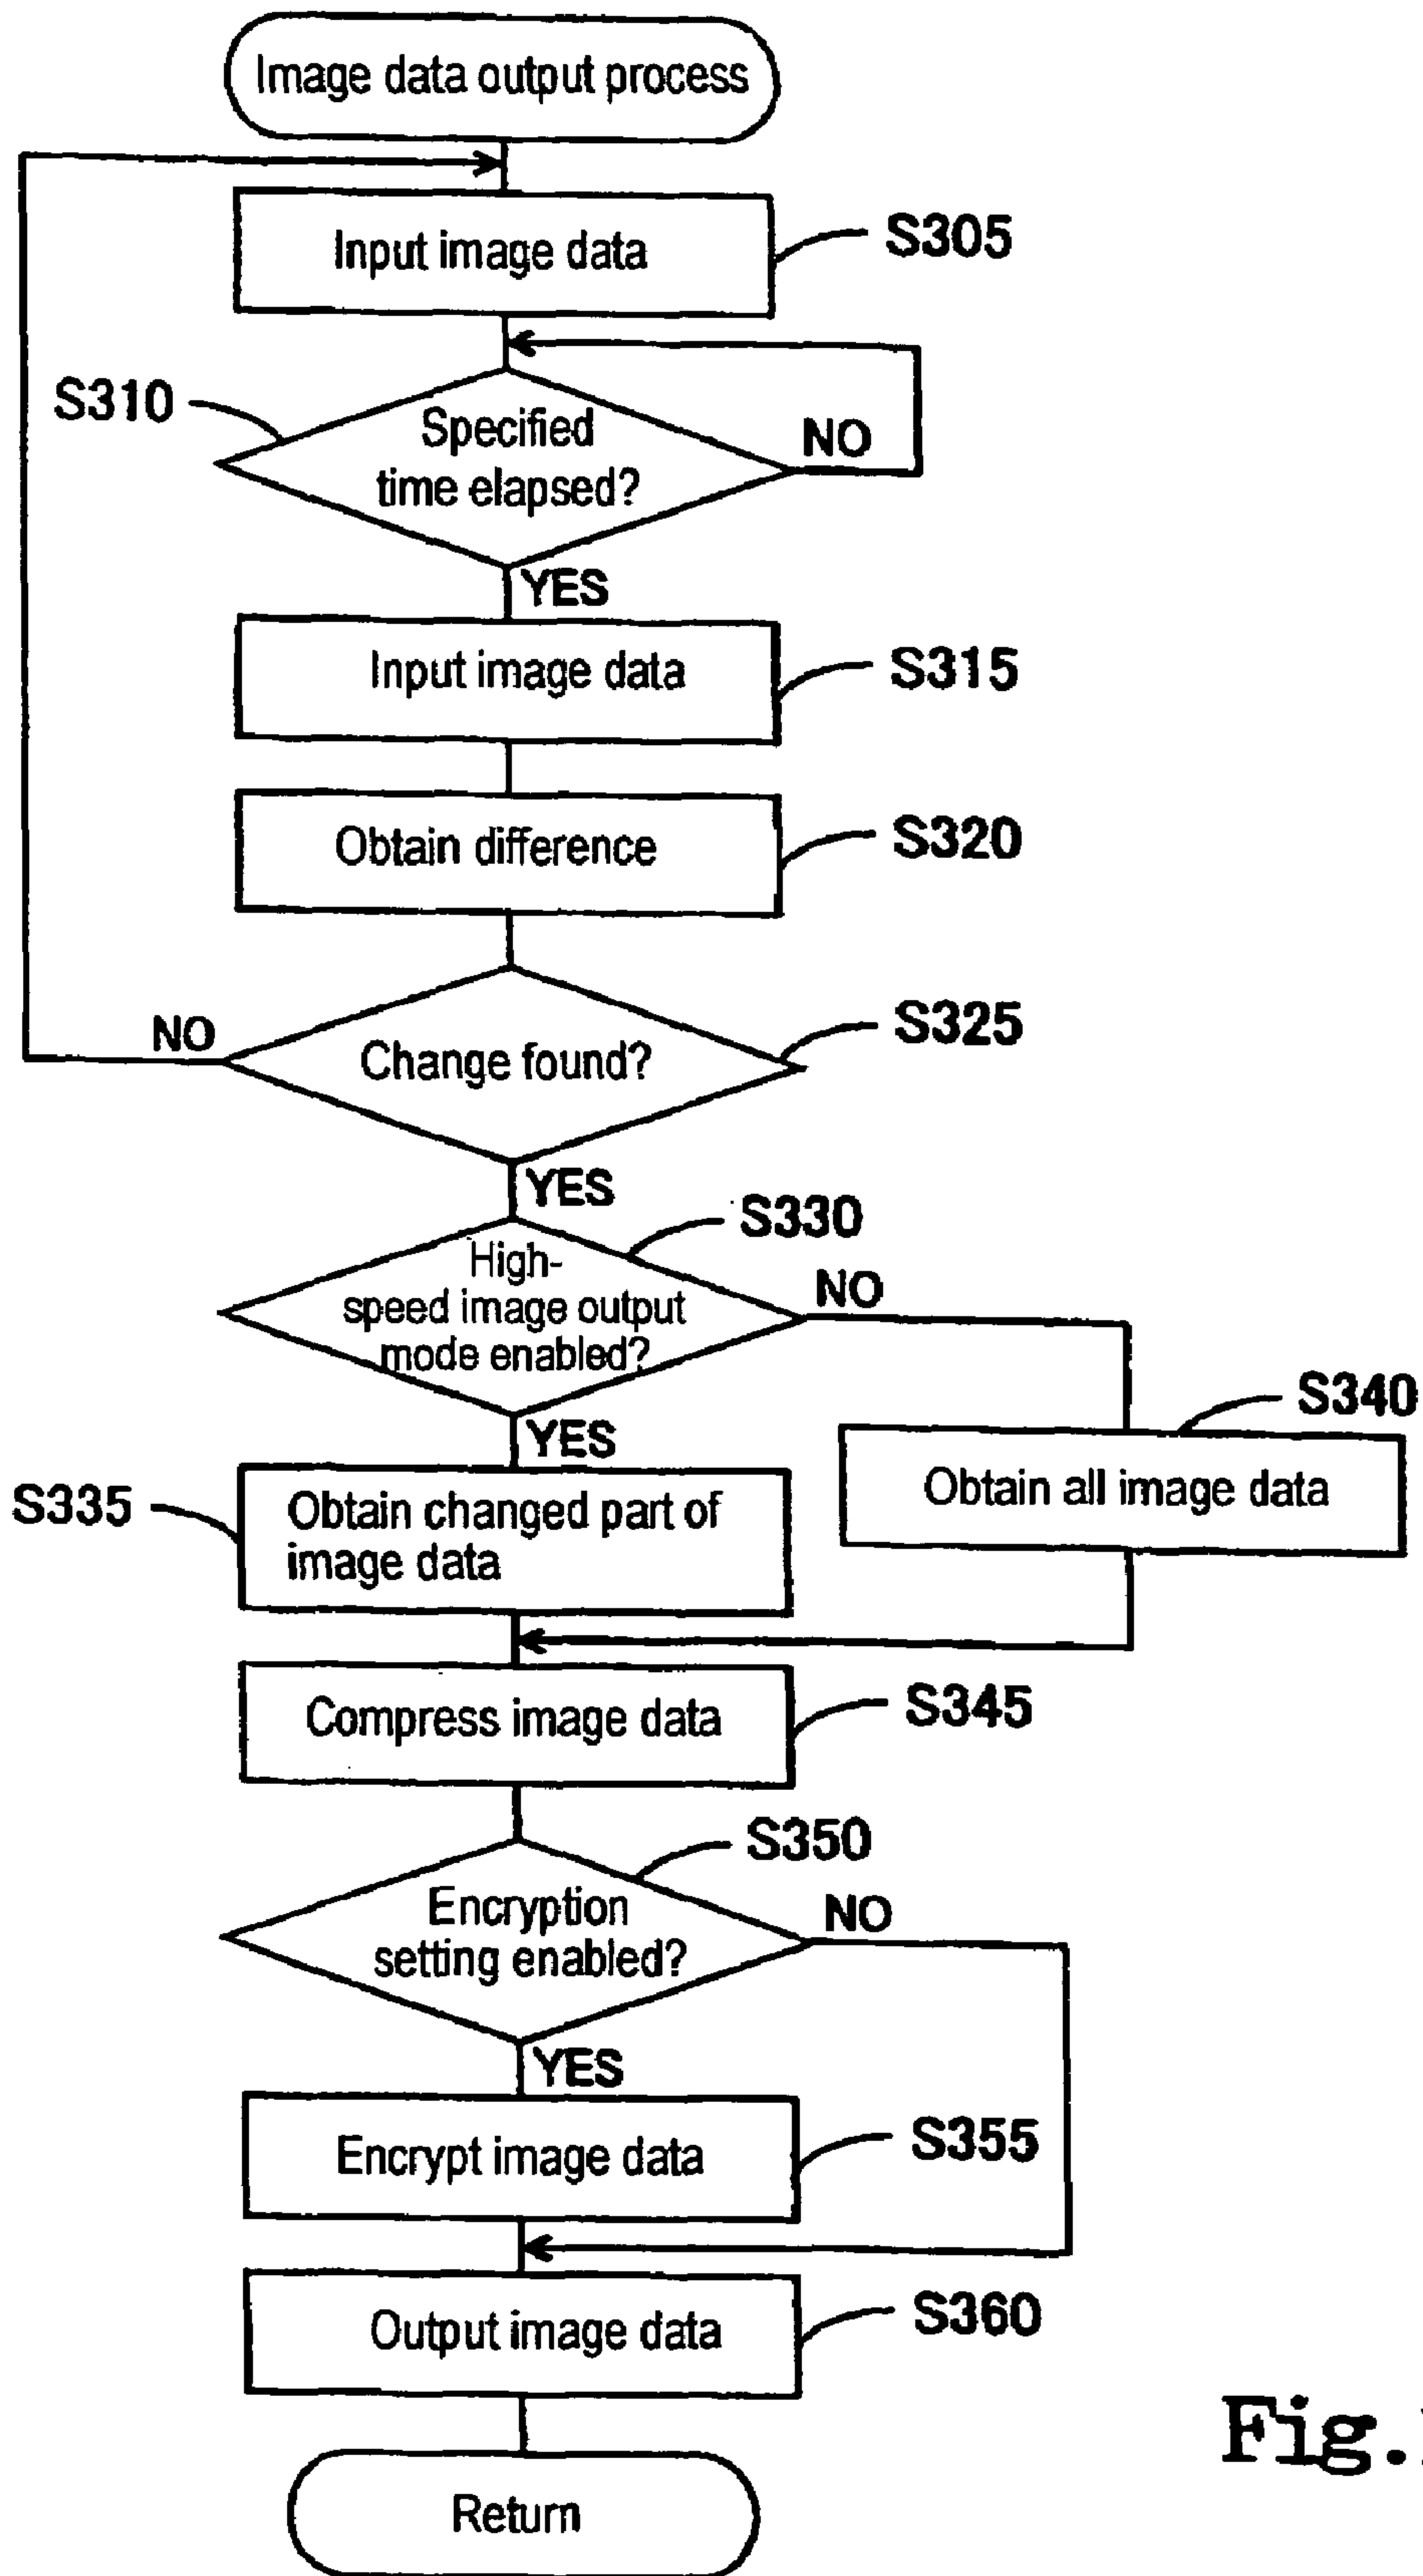 Image data output process
Input image data
S305
S310
Specified
time elapsed?
NO
YES
Input image data
S315
Obtain difference
S320
NO
Change found?
S325
YES
S330
High-
speed image output
mode enabled?
NO
YES
S340
Obtain all image data
S335
Obtain changed part of
image data
Compress image data
S345
S350
Encryption
setting enabled?
NO
YES
Encrypt image data
S355
Output image data
S360
Fig.
Return